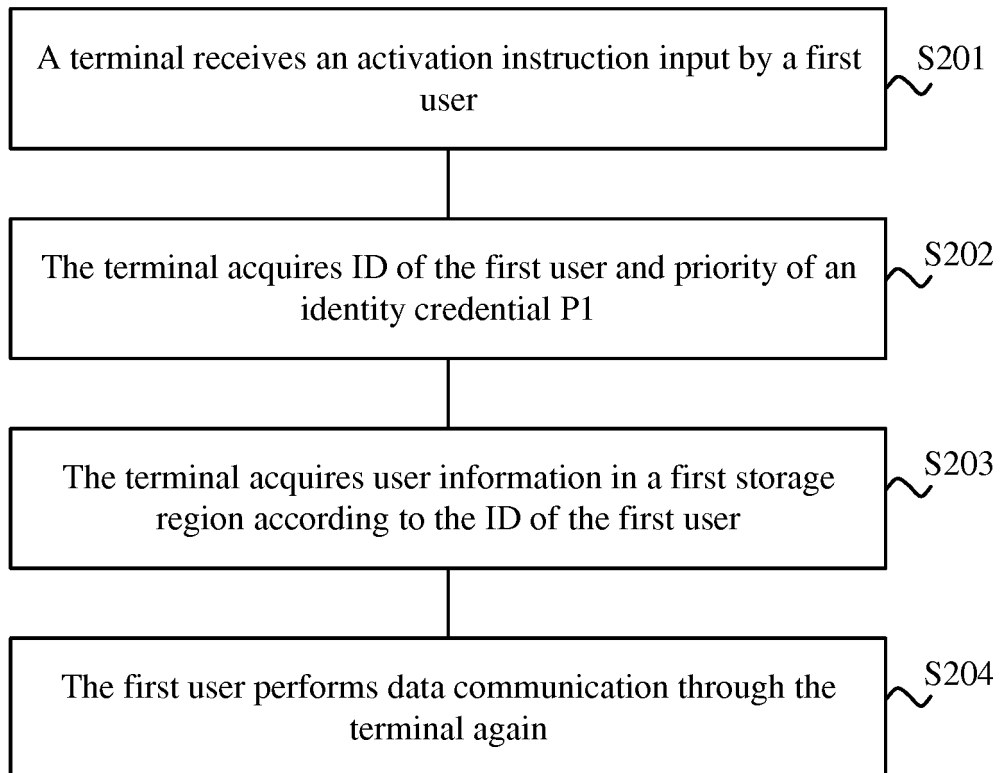 A terminal receives an activation instruction input by a first
user
S201
The terminal acquires ID of the first user and priority of an
identity credential P1
S202
The terminal acquires user information in a first storage
region according to the ID of the first user
S203
The first user performs data communication through the
terminal again
S204